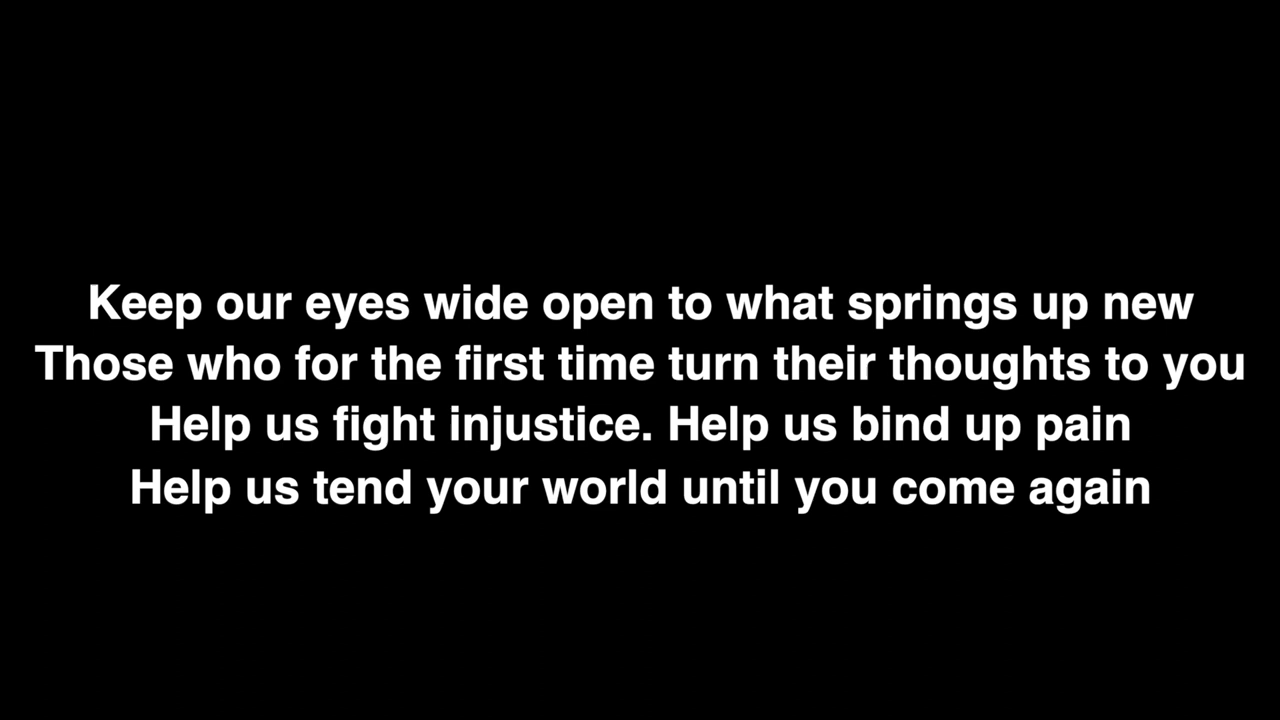 Keep our eyes wide open to what springs up new
Those who for the first time turn their thoughts to you
Help us fight injustice. Help us bind up pain
Help us tend your world until you come again